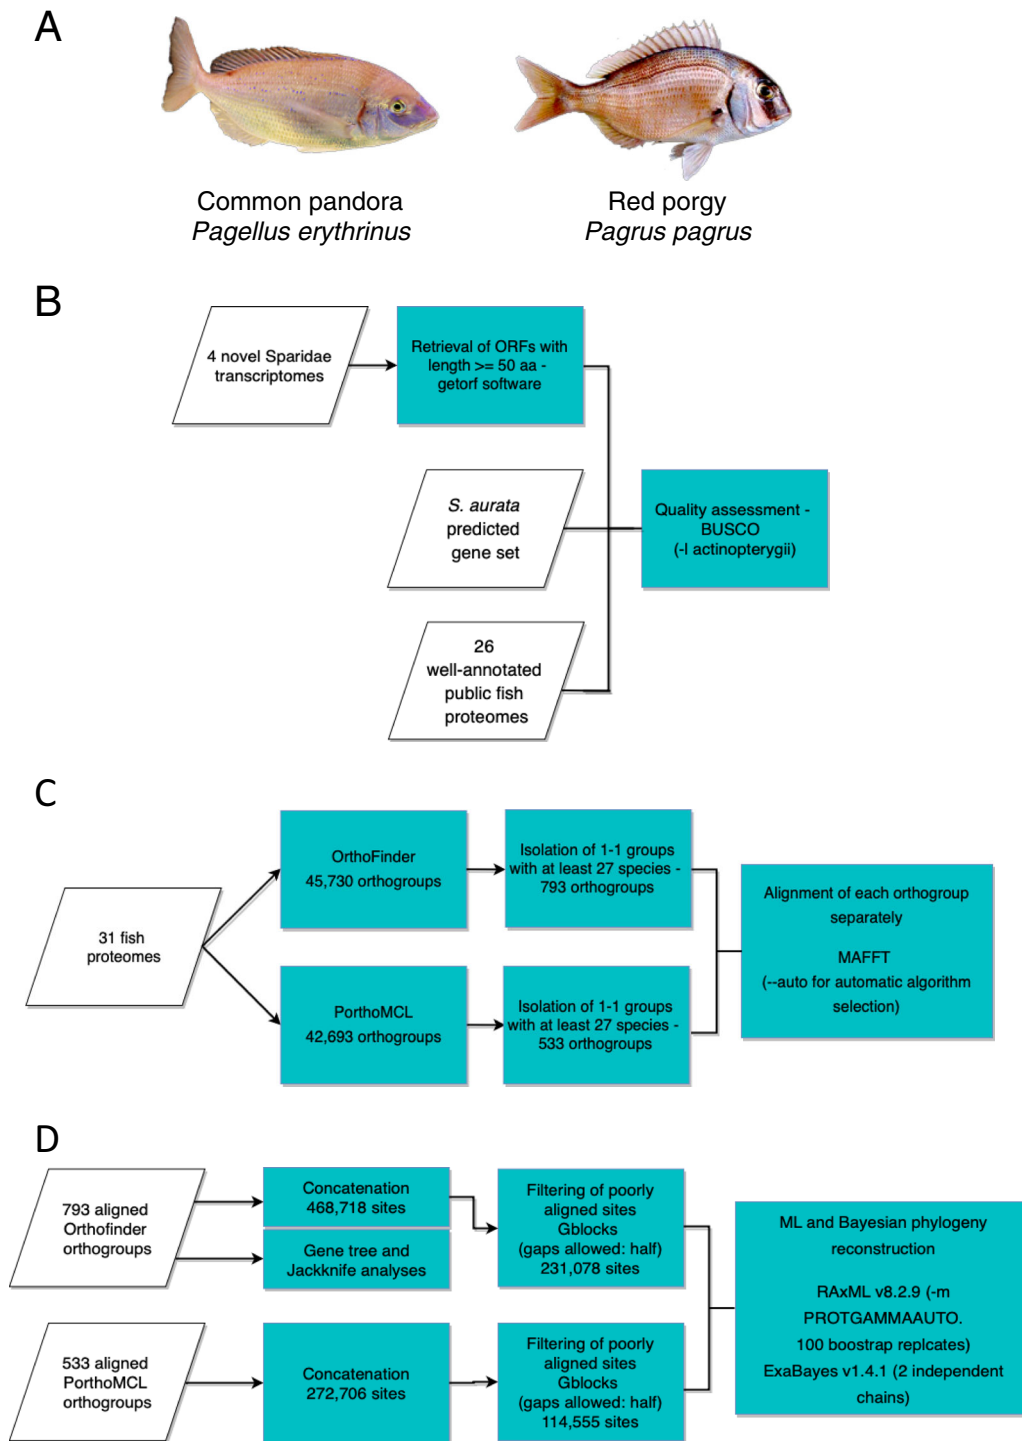 A
Common pandora
Pagellus erythrinus
Red porgy
Pagrus pagrus
B
4 novel Sparidae
transcriptomes
Retrieval of ORFs with
length >= 50 aa -
getorf software
S. aurata
predicted
gene set
Quality assessment -
BUSCO
(-l actinopterygii)
26
well-annotated
public fish
proteomes
C
31 fish
proteomes
OrthoFinder
45,730 orthogroups
Isolation of 1-1 groups
with at least 27 species -
793 orthogroups
PorthoMCL
42,693 orthogroups
Isolation of 1-1 groups
with at least 27 species -
533 orthogroups
Alignment of each orthogroup
separately
MAFFT
(--auto for automatic algorithm
selection)
D
793 aligned
Orthofinder
orthogroups
Concatenation
468,718 sites
Gene tree and
Jackknife analyses
Filtering of poorly
aligned sites
Gblocks
(gaps allowed: half)
231,078 sites
533 aligned
PorthoMCL
orthogroups
Concatenation
272,706 sites
Filtering of poorly
aligned sites
Gblocks
(gaps allowed: half)
114,555 sites
ML and Bayesian phylogeny
reconstruction
RAxML v8.2.9 (-m
PROTGAMMAAUTO.
100 boostrap replcates)
ExaBayes v1.4.1 (2 independent
chains)